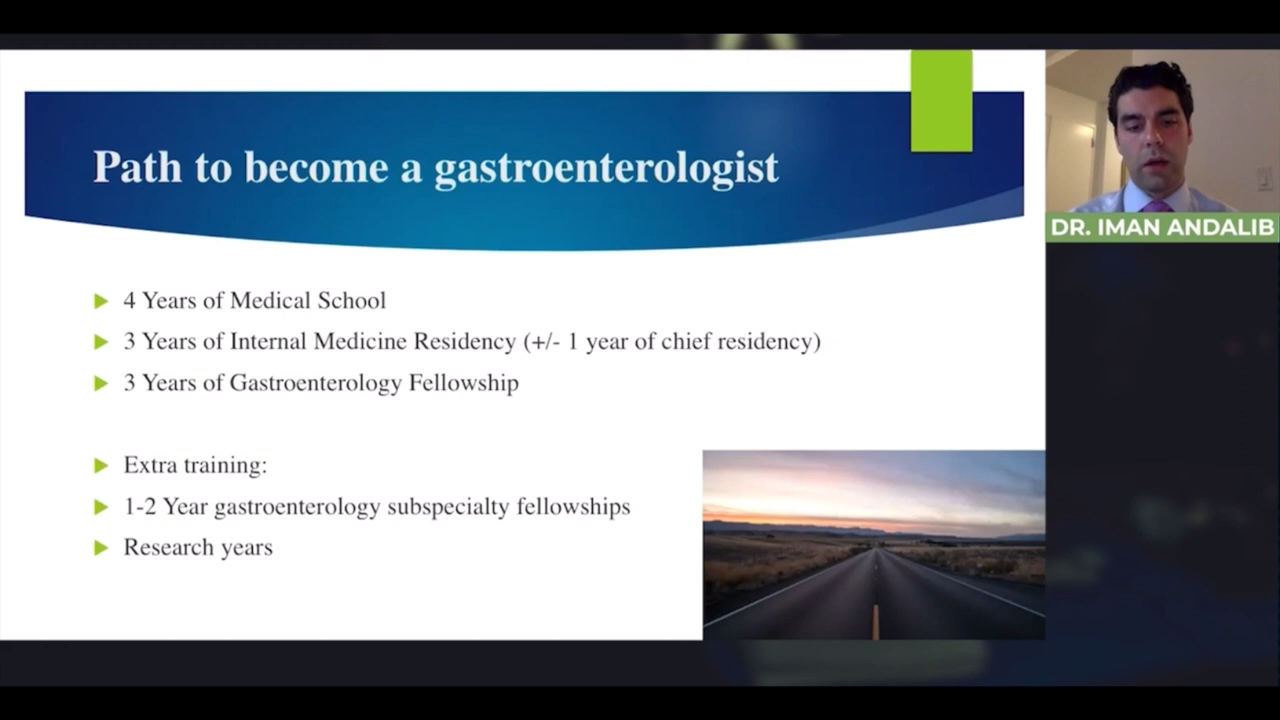 Path to become a gastroenterologist
DR. IMAN ANDALIB
4 Years of Medical School
3 Years of Internal Medicine Residency (+/- 1 year of chief residency)
3 Years of Gastroenterology Fellowship
Extra training:
1-2 Year gastroenterology subspecialty fellowships
Research years